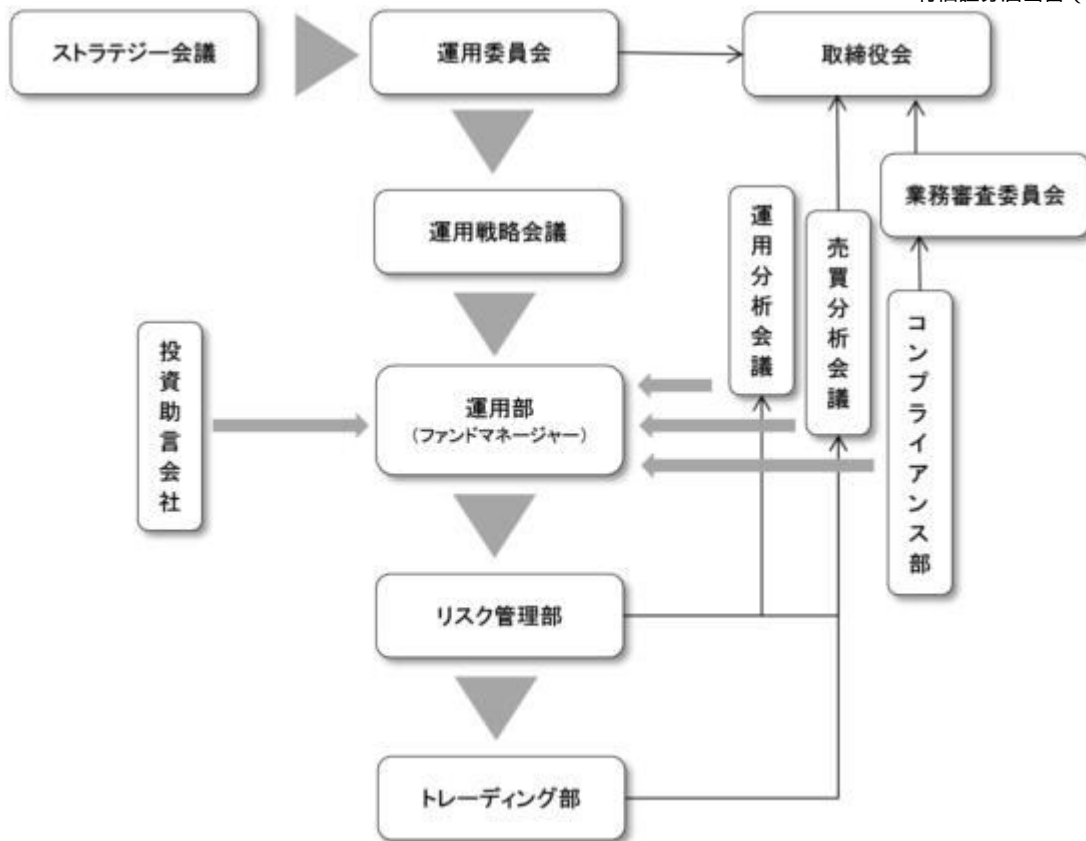 ストラテジー会議
運用委員会
取締役会
業務審査委員会
運用戦略会議
運用分析会議
売買分析会議
コンプライアンス部
投資助言会社
運用部
(ファンドマネージャー)
リスク管理部
トレーディング部